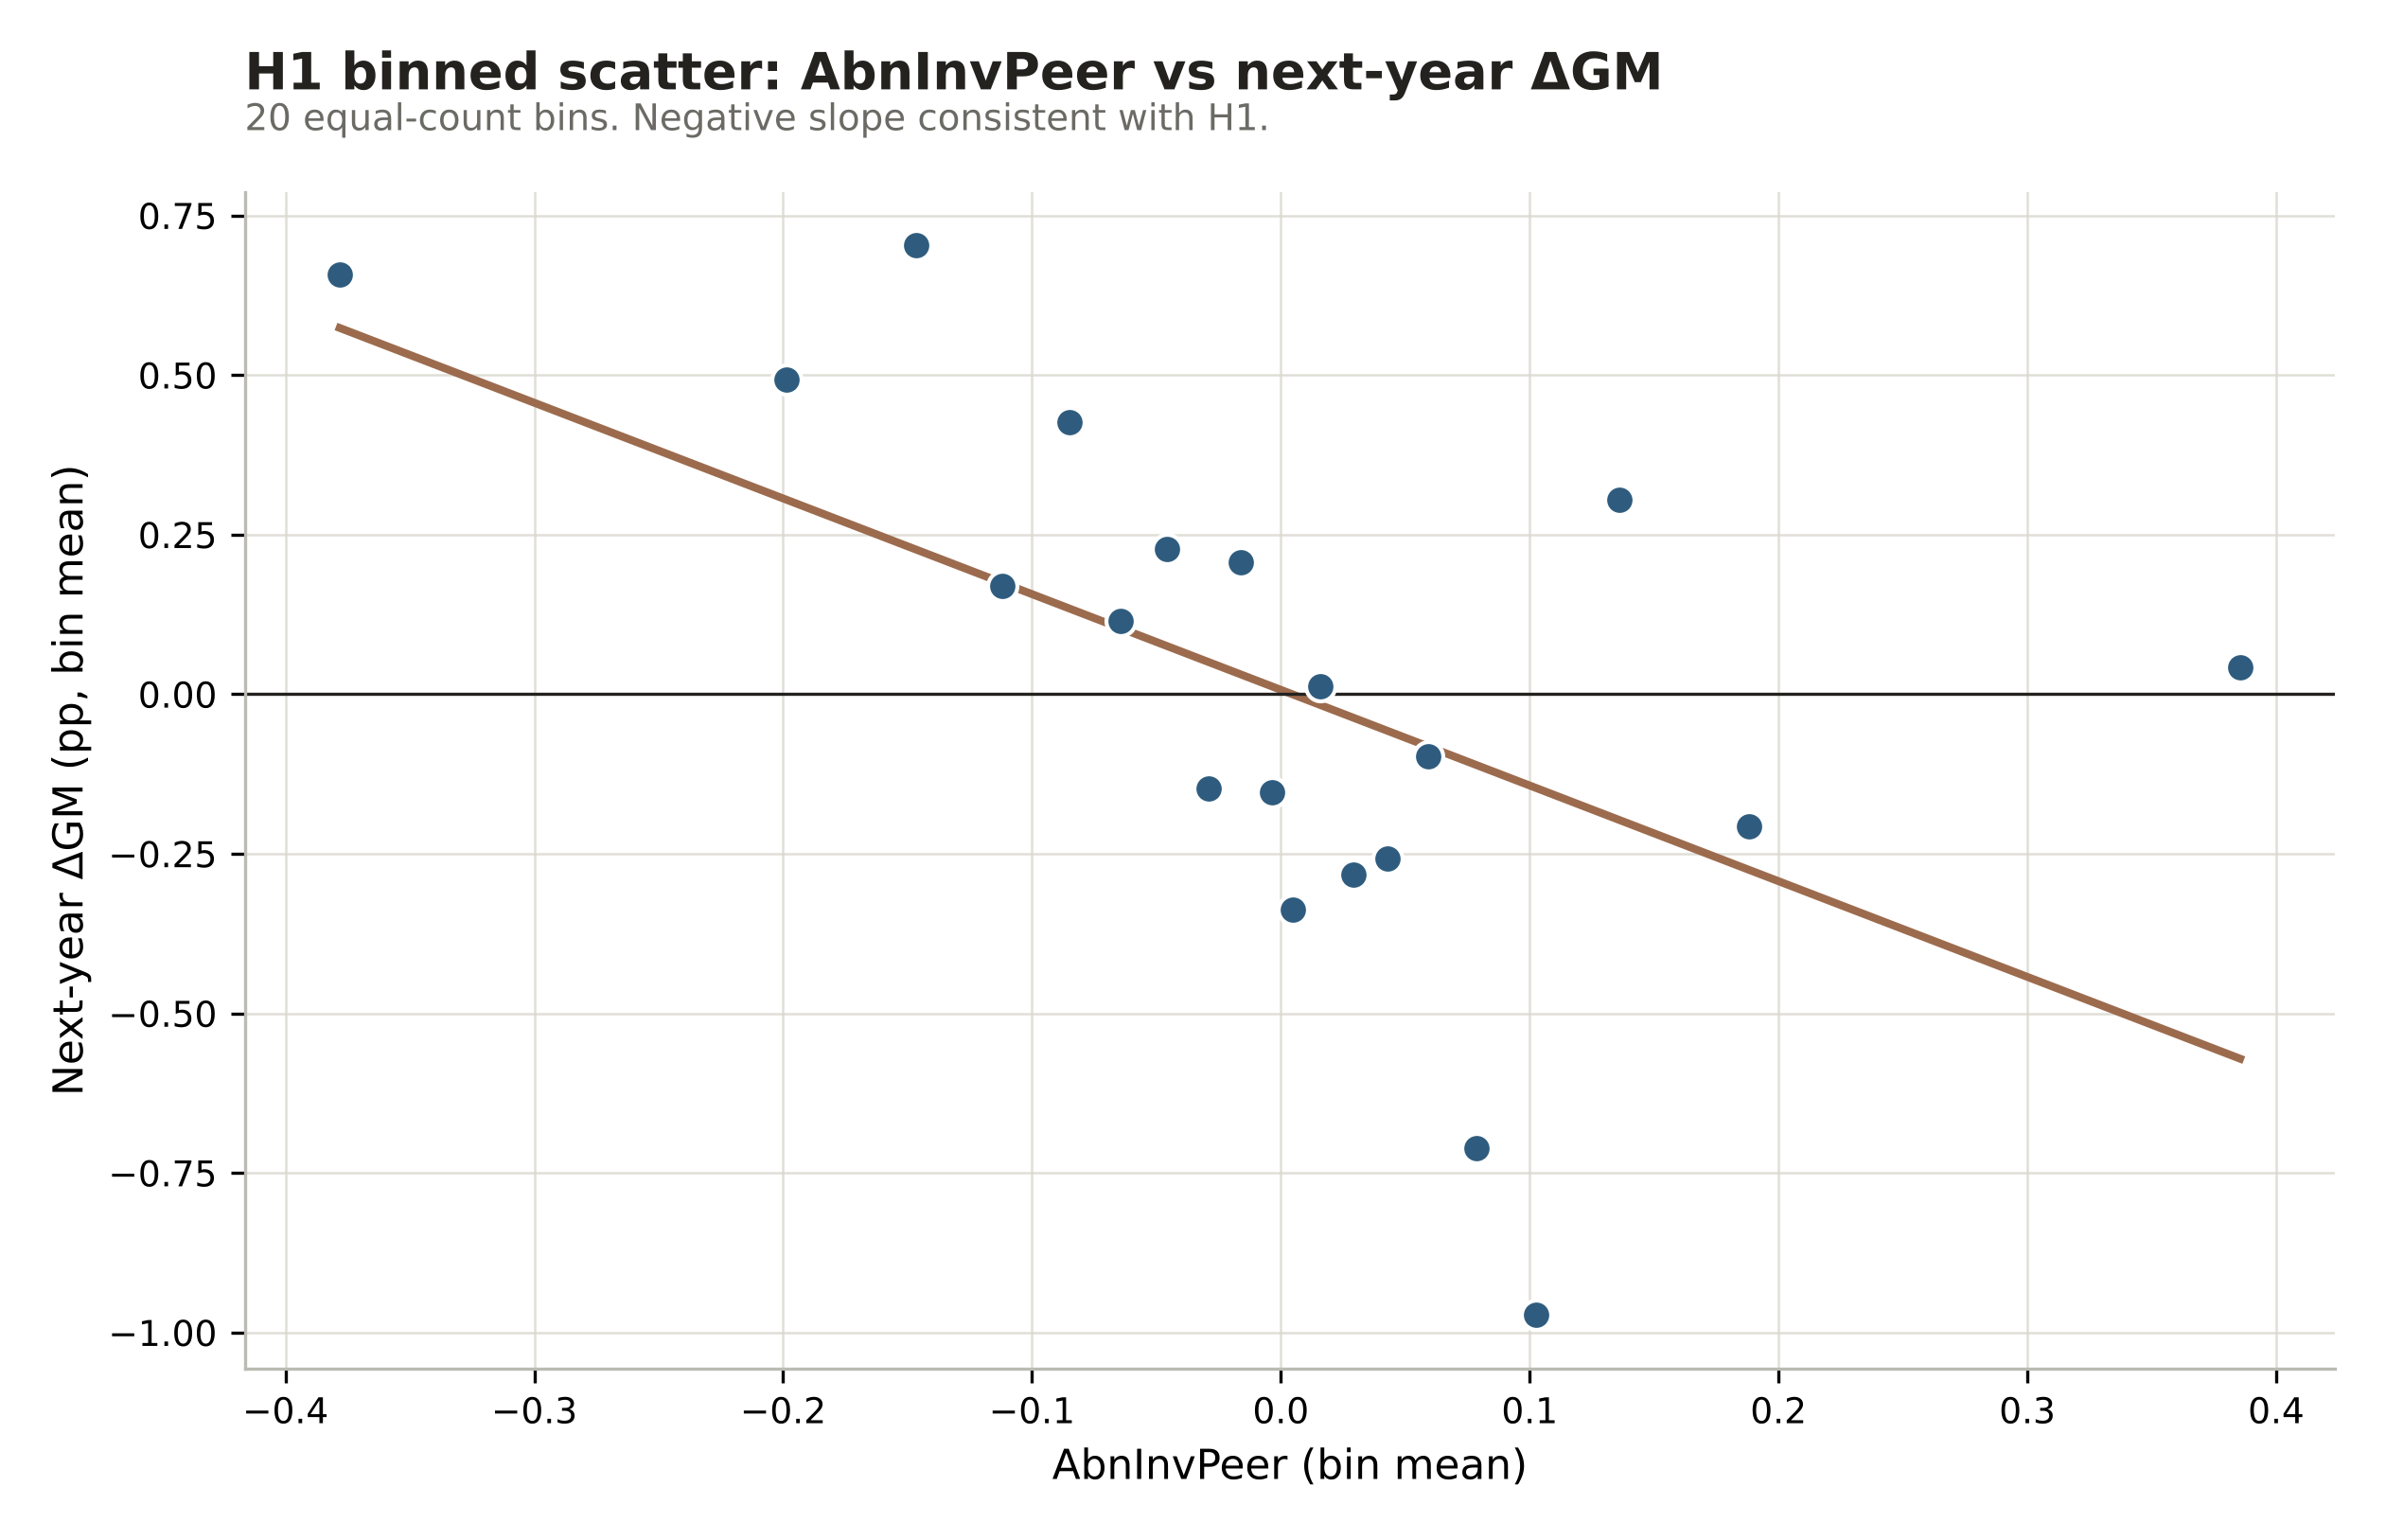 H1 binned scatter: AbnInvPeer vs next-year ΔGM
20 equal-count bins. Negative slope consistent with H1.
Next-year ΔGM (pp, bin mean)
0.75
0.50
0.25
0.00
−0.25
−0.50
−0.75
−1.00
−0.4 −0.3 −0.2 −0.1 0.0 0.1 0.2 0.3 0.4
AbnInvPeer (bin mean)